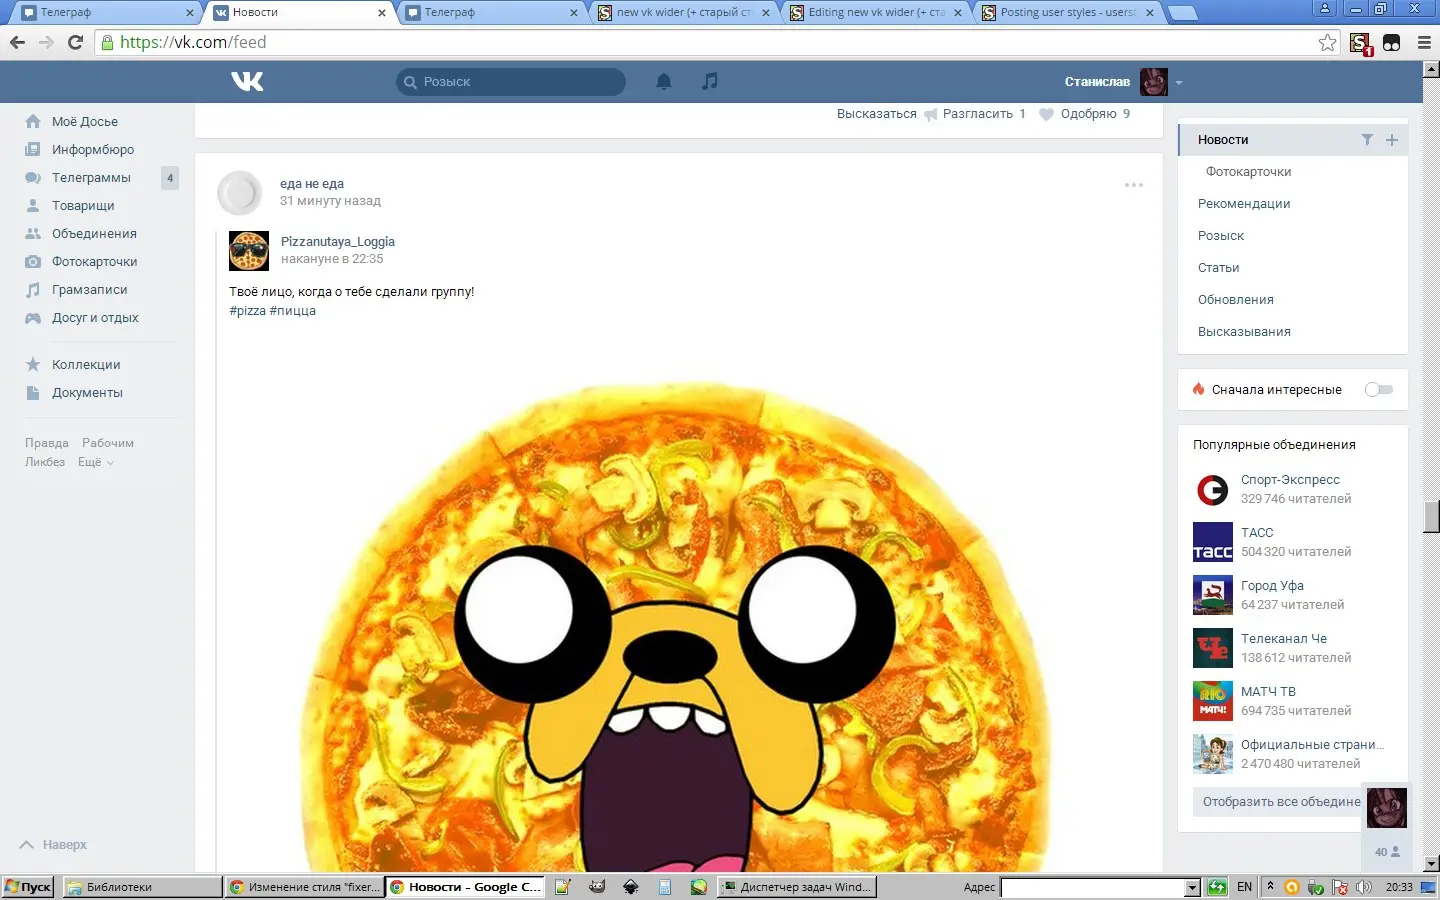 Телеграф
Новости
Телеграф
new vk wider (+ старый ст
Editing new vk wider (+ ста
Posting user styles - userst
https://vk.com/feed
1
Розыск
Станислав
Моё Досье
Информбюро
Телеграммы 4
Товарищи
Объединения
Фотокарточки
Грамзаписи
Досуг и отдых
Коллекции
Документы
Правда Рабочим
Ликбез Ещё
Наверх
Высказаться Разгласить 1 Одобряю 9
еда не еда
31 минуту назад
Pizzanutaya_Loggia
накануне в 22:35
Твоё лицо, когда о тебе сделали группу!
#pizza #пицца
Новости
Фотокарточки
Рекомендации
Розыск
Статьи
Обновления
Высказывания
Сначала интересные
Популярные объединения
Спорт-Экспресс
329 746 читателей
ТАСС
ТАСС
504 320 читателей
Город Уфа
64 237 читателей
Че
Телеканал Че
138 612 читателей
RIO
МАТЧ!
МАТЧ ТВ
694 735 читателей
Официальные страни...
2 470 480 читателей
Отобразить все объедине
40
Пуск
Библиотеки
Изменение стиля "fixer...
Новости - Google C...
Диспетчер задач Wind...
Адрес
EN
20:33